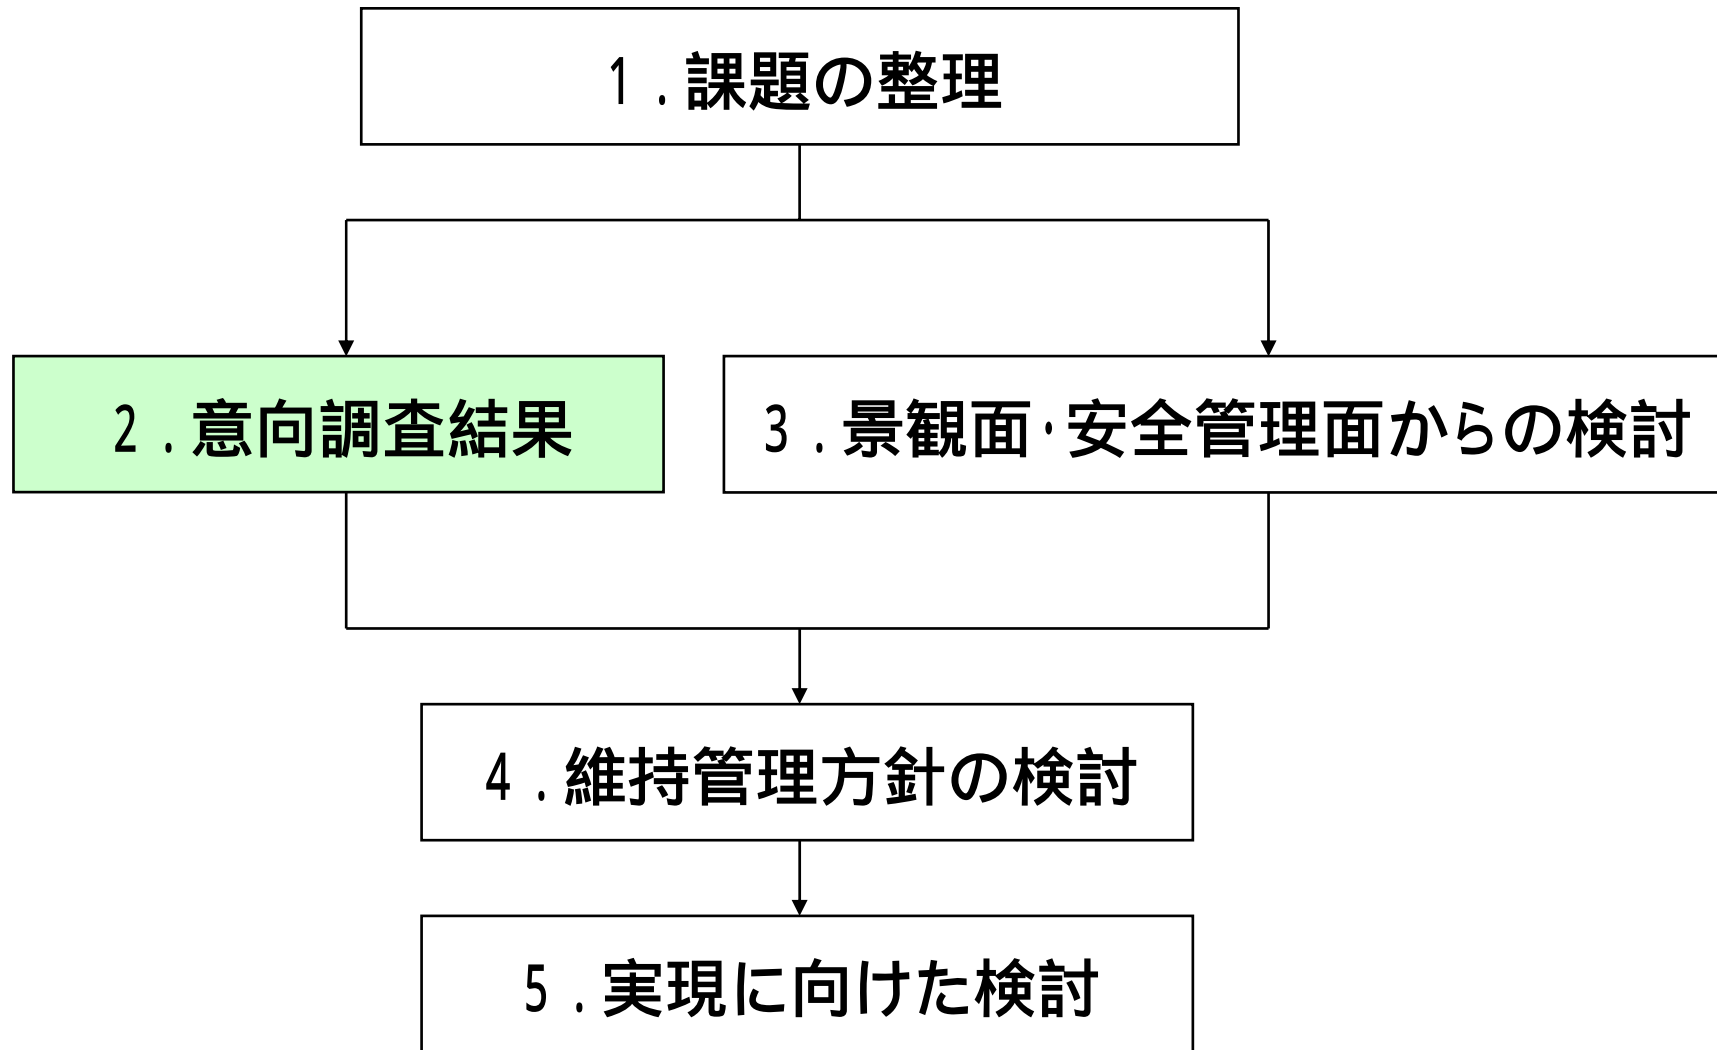 1.課題の整理
2.意向調査結果
3.景観面・安全管理面からの検討
4.維持管理方針の検討
5.実現に向けた検討